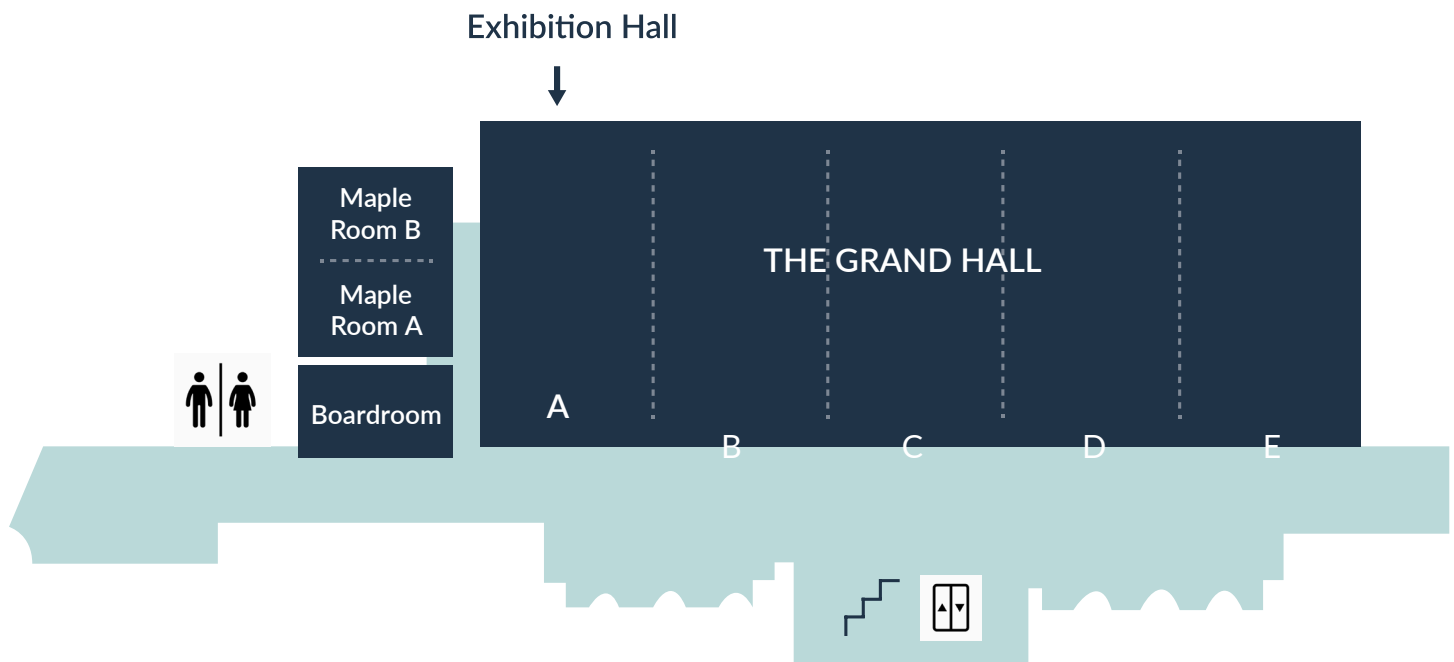 Exhibition Hall
Maple
Room B
Maple
Room A
Boardroom
THE GRAND HALL
A
B
C
D
E